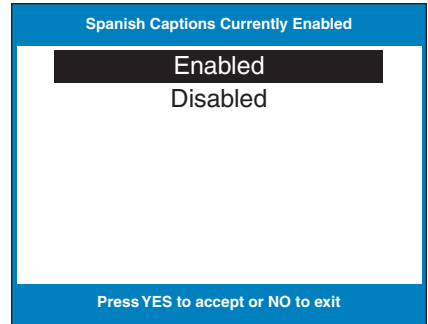 Spanish Captions Currently Enabled
Enabled
Disabled
Press YES to accept or NO to exit